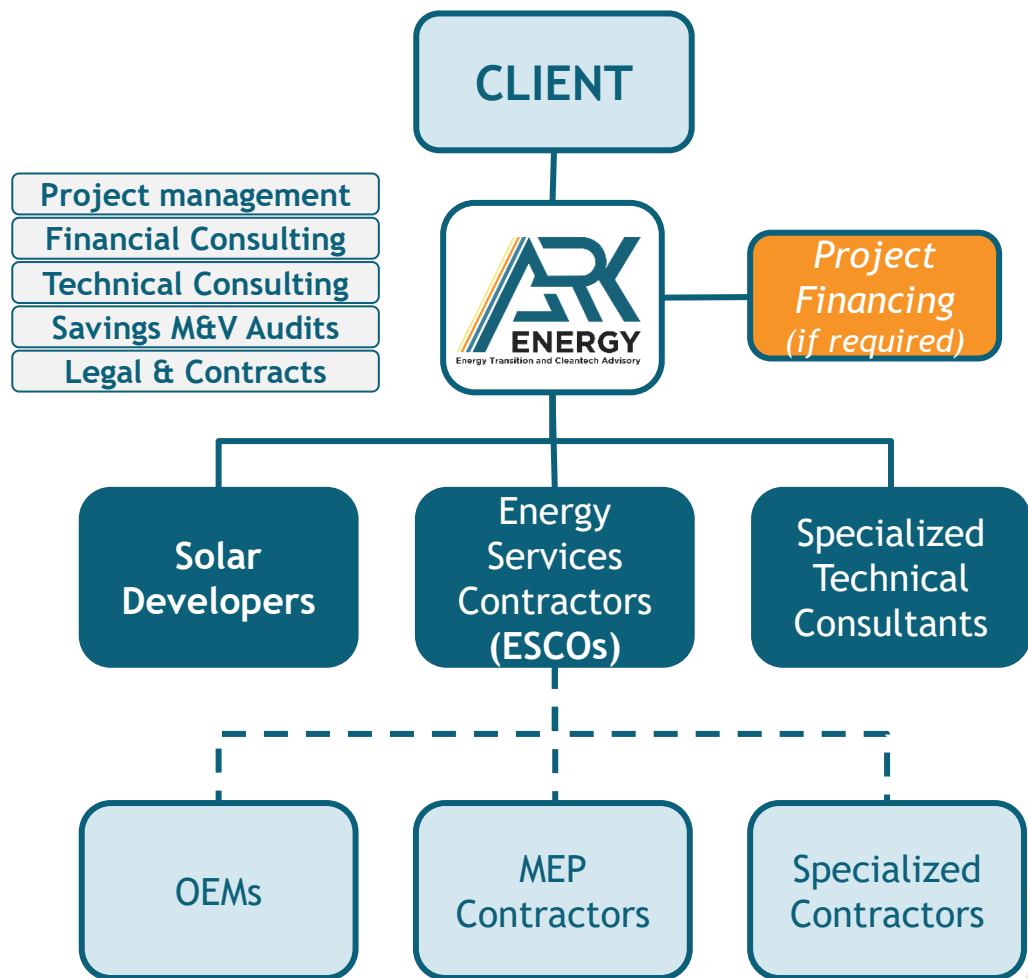 CLIENT
Project management
Financial Consulting
Technical Consulting
Savings M&V Audits
Legal & Contracts
ARK
ENERGY
Energy Transition and Cleantech Advisory
Project
Financing
(if required)
Solar
Developers
Energy
Services
Contractors
(ESCOs)
Specialized
Technical
Consultants
OEMs
MEP
Contractors
Specialized
Contractors